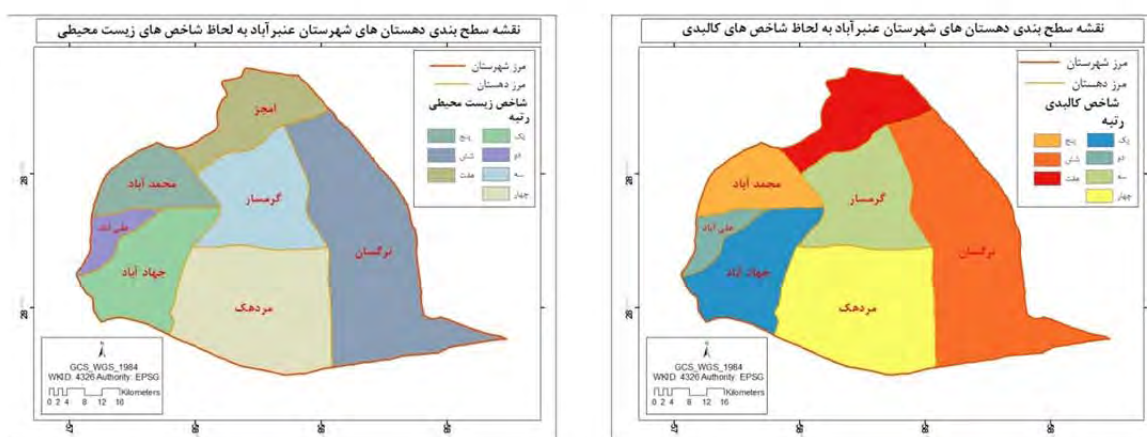 نقشه سطح بندی دهستان های شهرستان عنبرآباد به لحاظ شاخص های زیست محیطی
مرز شهرستان
مرز دهستان
شاخص زیست محیطی
رتبه
یک
پنج
دو
شش
سه
هفت
چهار
امجز
محمد آباد
گرمسار
علی آباد
جهاد آباد
نرگسان
مردهک
28
28
GCS_WGS_1984
WKID: 4326 Authority: EPSG
Kilometers
0 2 4 8 12 16
نقشه سطح بندی دهستان های شهرستان عنبرآباد به لحاظ شاخص های کالبدی
مرز شهرستان
مرز دهستان
شاخص کالبدی
رتبه
یک
پنج
دو
شش
سه
هفت
چهار
محمد آباد
گرمسار
علی آباد
جهاد آباد
نرگسان
مردهک
28
28
GCS_WGS_1984
WKID: 4326 Authority: EPSG
Kilometers
0 2 4 8 12 16